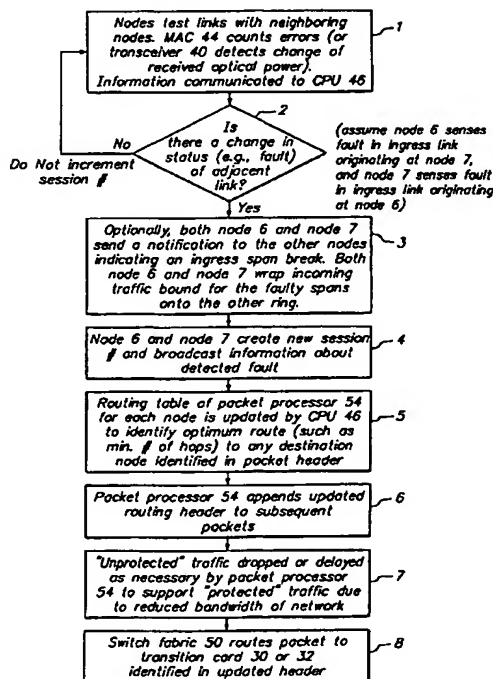 Nodes test links with neighboring
nodes. MAC 44 counts errors (or
transceiver 40 detects change of
received optical power).
Information communicated to CPU 46
1
2
Is
there a change in
status (e.g., fault)
of adjacent
link?
No
Do Not increment
session #
(assume node 6 senses
fault in ingress link
originating at node 7,
and node 7 senses fault
in ingress link originating
at node 6)
Yes
Optionally, both node 6 and node 7
send a notification to the other nodes
indicating an ingress span break. Both
node 6 and node 7 wrap incoming
traffic bound for the faulty spans
onto the other ring.
3
Node 6 and node 7 create new session
# and broadcast information about
detected fault
4
Routing table of packet processor 54
for each node is updated by CPU 46
to identify optimum route (such as
min. # of hops) to any destination
node identified in packet header
5
Packet processor 54 appends updated
routing header to subsequent
packets
6
"Unprotected" traffic dropped or delayed
as necessary by packet processor
54 to support "protected" traffic due
to reduced bandwidth of network
7
Switch fabric 50 routes packet to
transition card 30 or 32
identified in updated header
8